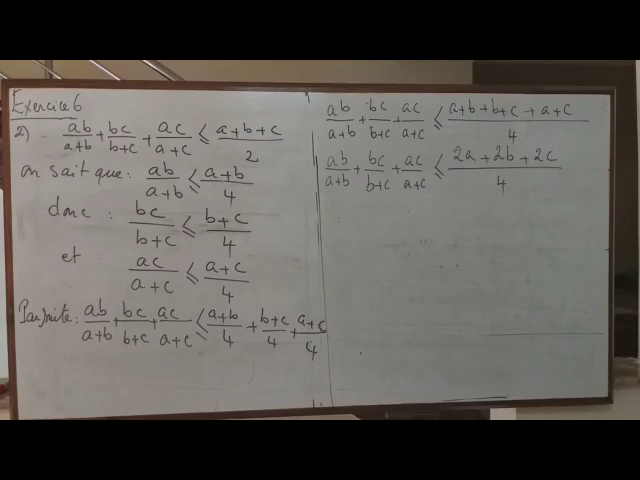 Exercice 6
2) ab/a+b + bc/b+c + ac/a+c ⩽ a+b+c/2
on sait que: ab/a+b ⩽ a+b/4
donc : bc/b+c ⩽ b+c/4
et ac/a+c ⩽ a+c/4
Par suite: ab/a+b + bc/b+c + ac/a+c ⩽ a+b/4 + b+c/4 + a+c/4
ab/a+b + bc/b+c + ac/a+c ⩽ a+b+b+c+a+c/4
ab/a+b + bc/b+c + ac/a+c ⩽ 2a+2b+2c/4